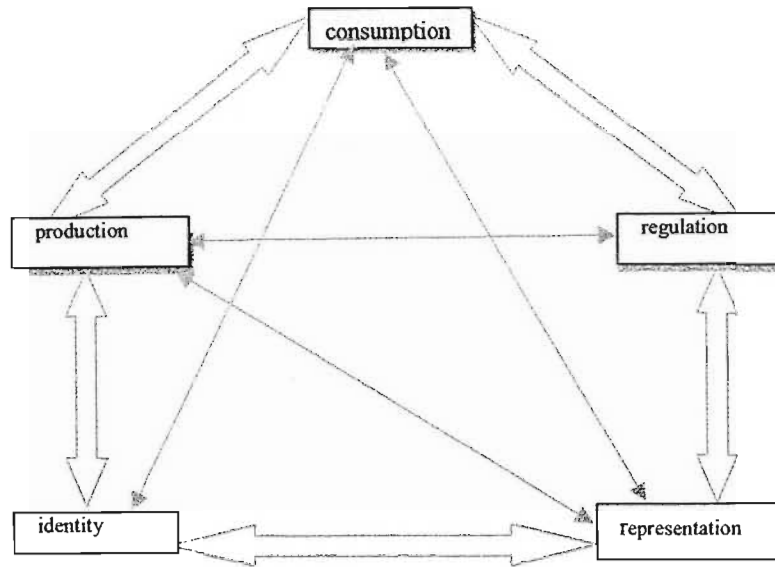 consumption
production
regulation
identity
representation